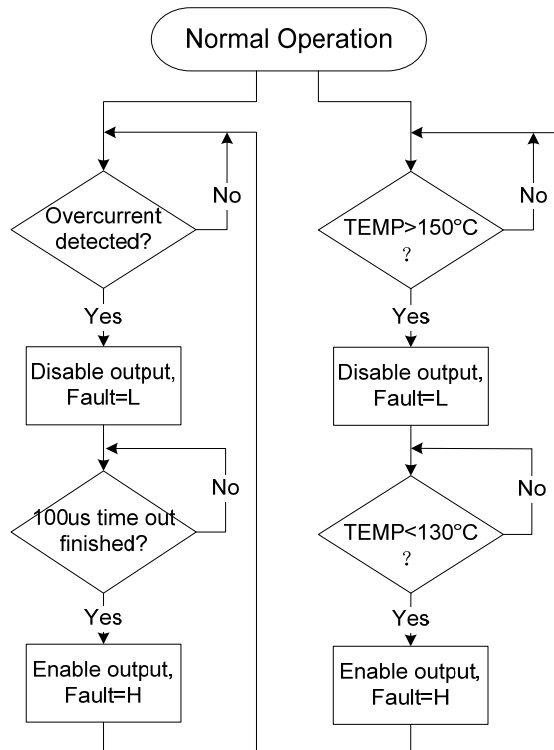 Normal Operation
No
Overcurrent
detected?
Yes
Disable output,
Fault=L
No
100us time out
finished?
Yes
Enable output,
Fault=H
No
TEMP>150°C
?
Yes
Disable output,
Fault=L
No
TEMP<130°C
?
Yes
Enable output,
Fault=H